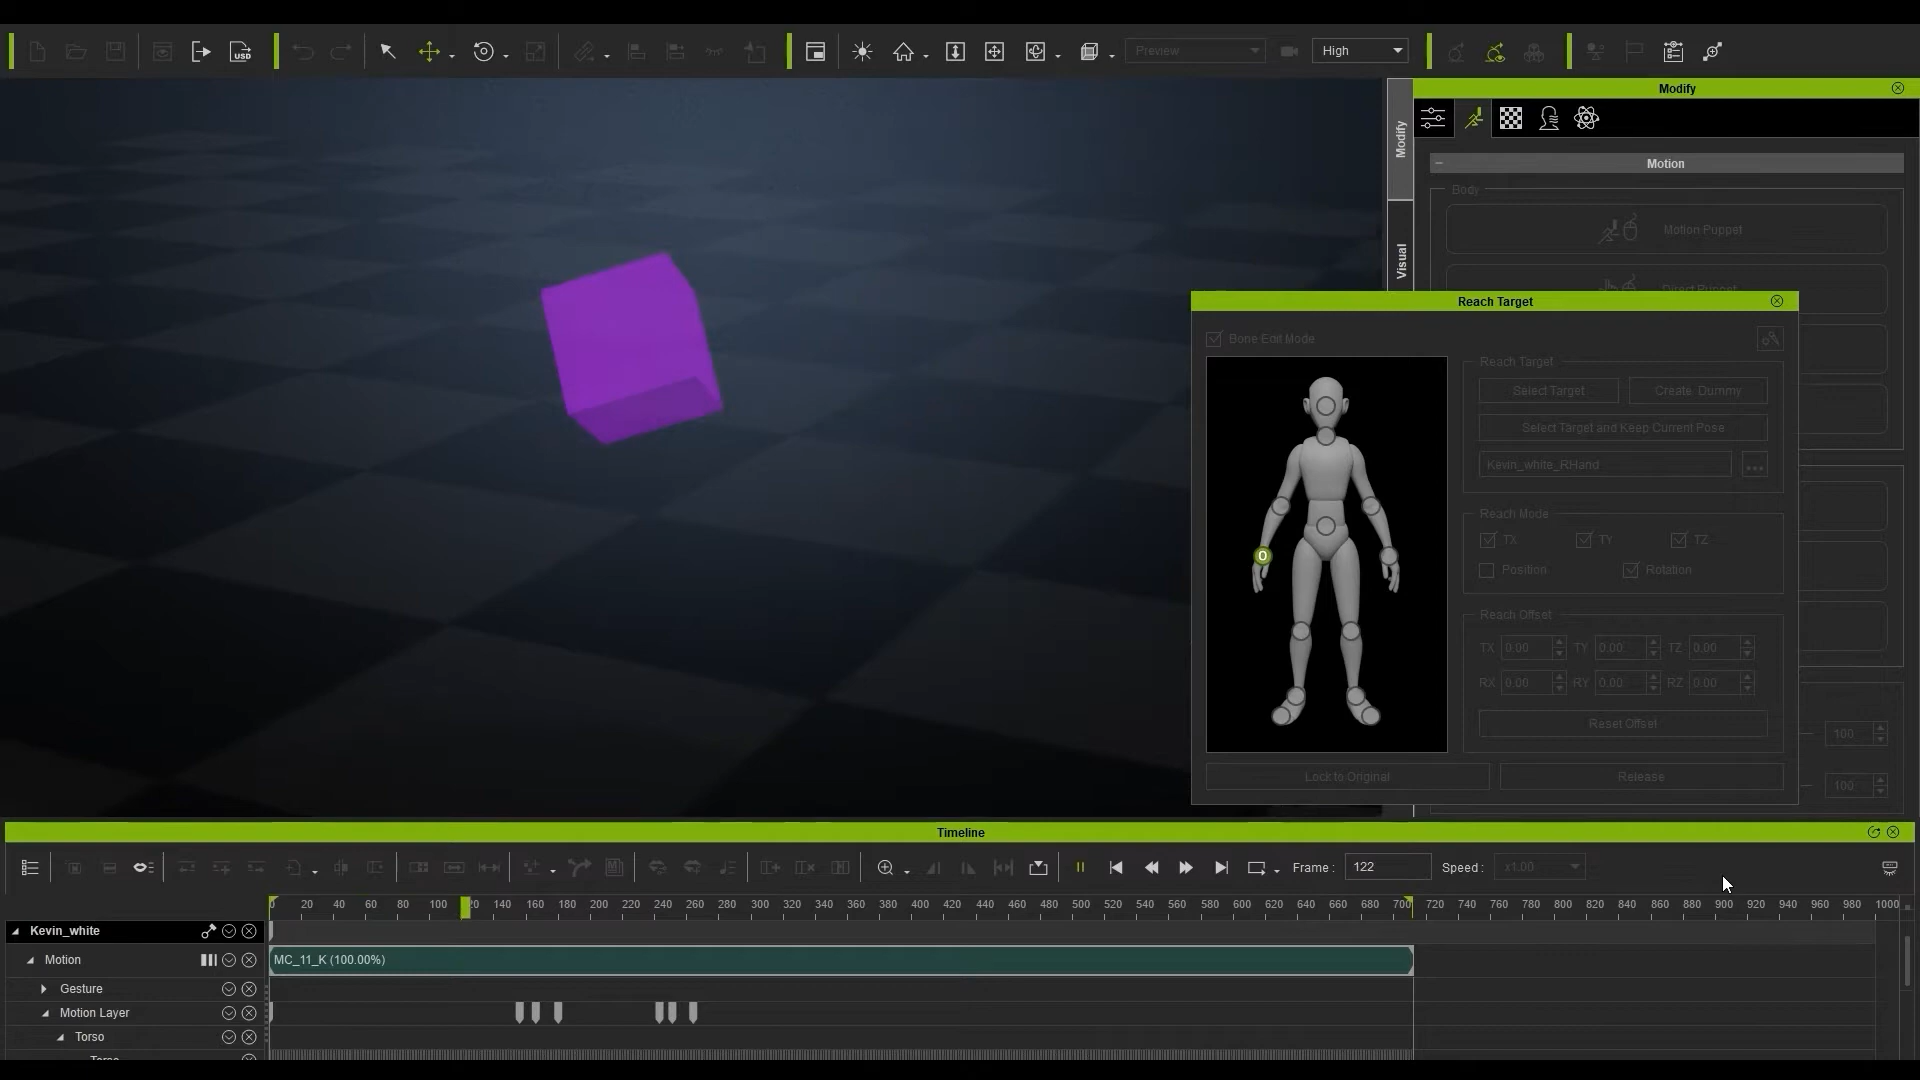 USD
Preview
High
Modify
Modify
Visual
Motion
Body
Motion Puppet
Direct Puppet
Reach Target
Bone Edit Mode
Reach Target
Select Target
Create Dummy
Select Target and Keep Current Pose
Kevin_white_RHand
...
Reach Mode
TX
TY
TZ
Position
Rotation
O
Reach Offset
TX 0.00 TY 0.00 TZ 0.00
RX 0.00 RY 0.00 RZ 0.00
Reset Offset
Lock to Original
Release
100
100
Timeline
Frame : 122
Speed : x1.00
0 20 40 60 80 100 120 140 160 180 200 220 240 260 280 300 320 340 360 380 400 420 440 460 480 500 520 540 560 580 600 620 640 660 680 700 720 740 760 780 800 820 840 860 880 900 920 940 960 980 1000
Kevin_white
Motion
MC_11_K (100.00%)
Gesture
Motion Layer
Torso
Torso